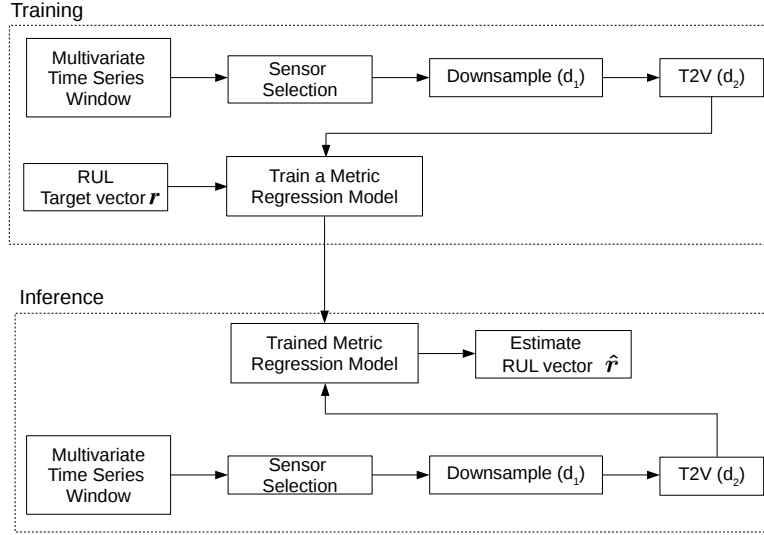 Training
Multivariate
Time Series
Window
Sensor
Selection
Downsample (d₁)
T2V (d₂)
RUL
Target vector r
Train a Metric
Regression Model
Inference
Trained Metric
Regression Model
Estimate
RUL vector r̂
Multivariate
Time Series
Window
Sensor
Selection
Downsample (d₁)
T2V (d₂)